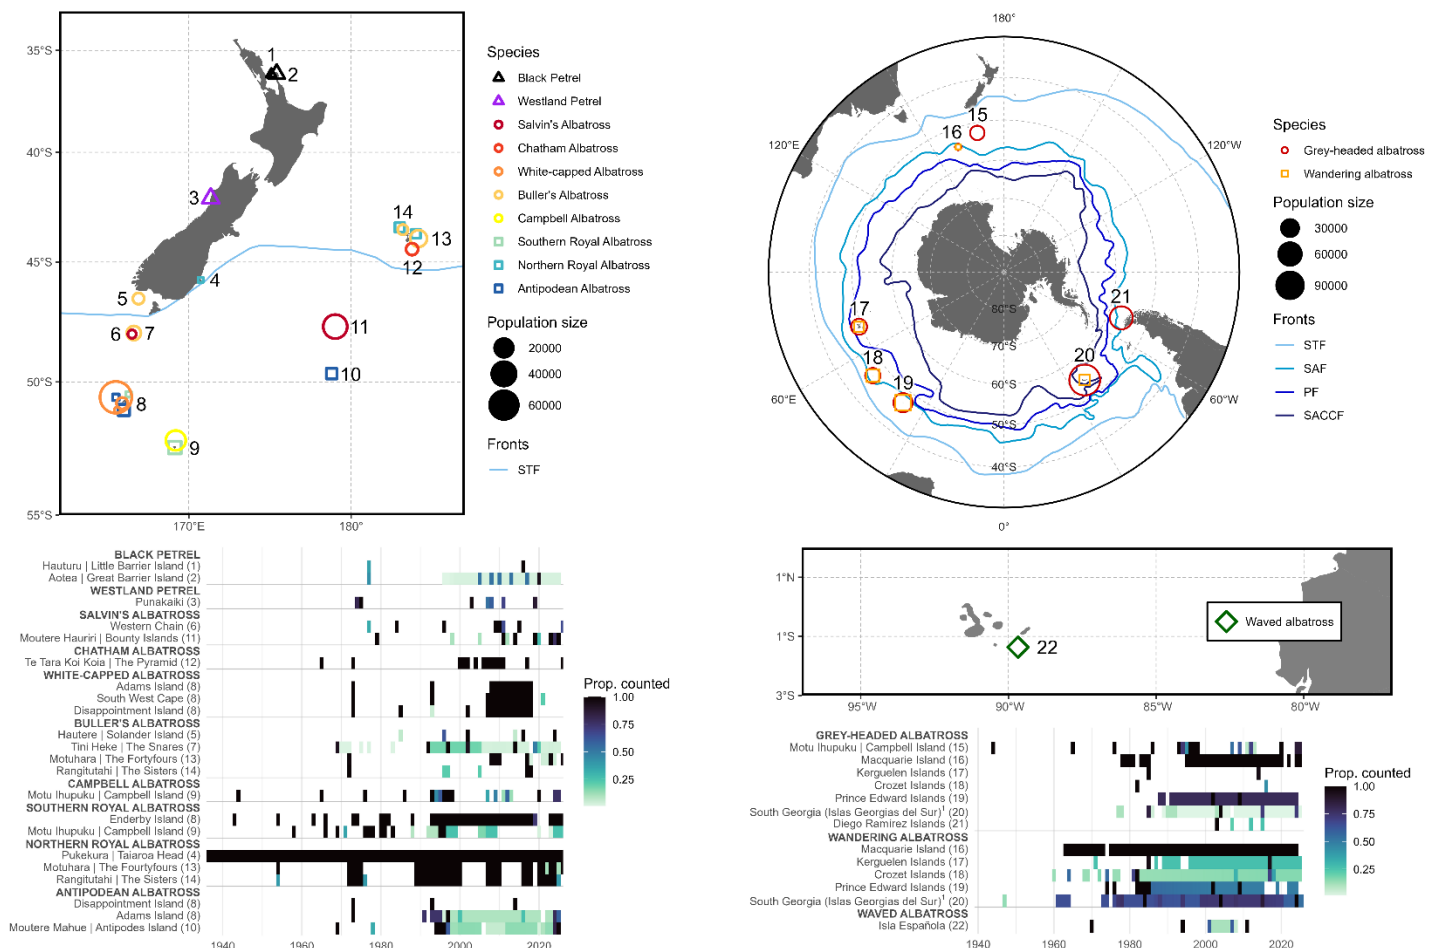 35°S
40°S
45°S
50°S
55°S
170°E
180°
1
2
3
4
5
6
7
8
9
10
11
12
13
14
Species
Black Petrel
Westland Petrel
Salvin's Albatross
Chatham Albatross
White-capped Albatross
Buller's Albatross
Campbell Albatross
Southern Royal Albatross
Northern Royal Albatross
Antipodean Albatross
Population size
20000
40000
60000
Fronts
STF
180°
120°E
120°W
60°E
60°W
0°
80°S
70°S
60°S
50°S
40°S
15
16
17
18
19
20
21
Species
Grey-headed albatross
Wandering albatross
Population size
30000
60000
90000
Fronts
STF
SAF
PF
SACCF
BLACK PETREL
Hauturu | Little Barrier Island (1)
Aotea | Great Barrier Island (2)
WESTLAND PETREL
Punakaiki (3)
SALVIN'S ALBATROSS
Western Chain (6)
Moutere Hauriri | Bounty Islands (11)
CHATHAM ALBATROSS
Te Tara Koi Koia | The Pyramid (12)
WHITE-CAPPED ALBATROSS
Adams Island (8)
South West Cape (8)
Disappointment Island (8)
BULLER'S ALBATROSS
Hautere | Solander Island (5)
Tini Heke | The Snares (7)
Motuhara | The Fortyfours (13)
Rangitutahi | The Sisters (14)
CAMPBELL ALBATROSS
Motu Ihupuku | Campbell Island (9)
SOUTHERN ROYAL ALBATROSS
Enderby Island (8)
Motu Ihupuku | Campbell Island (9)
NORTHERN ROYAL ALBATROSS
Pukekura | Taiaroa Head (4)
Motuhara | The Fourtyfours (13)
Rangitutahi | The Sisters (14)
ANTIPODEAN ALBATROSS
Disappointment Island (8)
Adams Island (8)
Moutere Mahue | Antipodes Island (10)
1940
1960
1980
2000
2020
Prop. counted
1.00
0.75
0.50
0.25
1°N
1°S
3°S
95°W
90°W
85°W
80°W
22
Waved albatross
GREY-HEADED ALBATROSS
Motu Ihupuku | Campbell Island (15)
Macquarie Island (16)
Kerguelen Islands (17)
Crozet Islands (18)
Prince Edward Islands (19)
South Georgia (Islas Georgias del Sur)¹ (20)
Diego Ramirez Islands (21)
WANDERING ALBATROSS
Macquarie Island (16)
Kerguelen Islands (17)
Crozet Islands (18)
Prince Edward Islands (19)
South Georgia (Islas Georgias del Sur)¹ (20)
WAVED ALBATROSS
Isla Española (22)
1940
1960
1980
2000
2020
Prop. counted
1.00
0.75
0.50
0.25